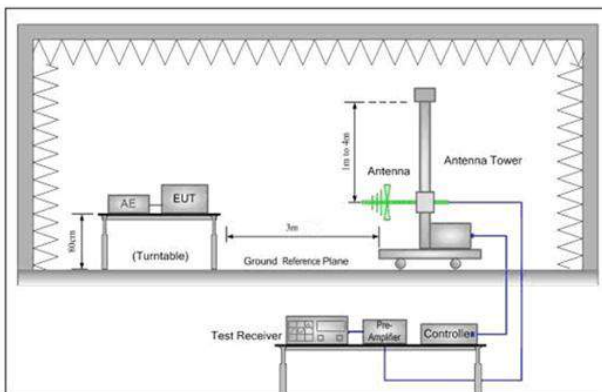 1m to 4m
Antenna
Antenna Tower
AE
EUT
80cm
(Turntable)
3m
Ground Reference Plane
Test Receiver
Pre-
Amplifier
Controller